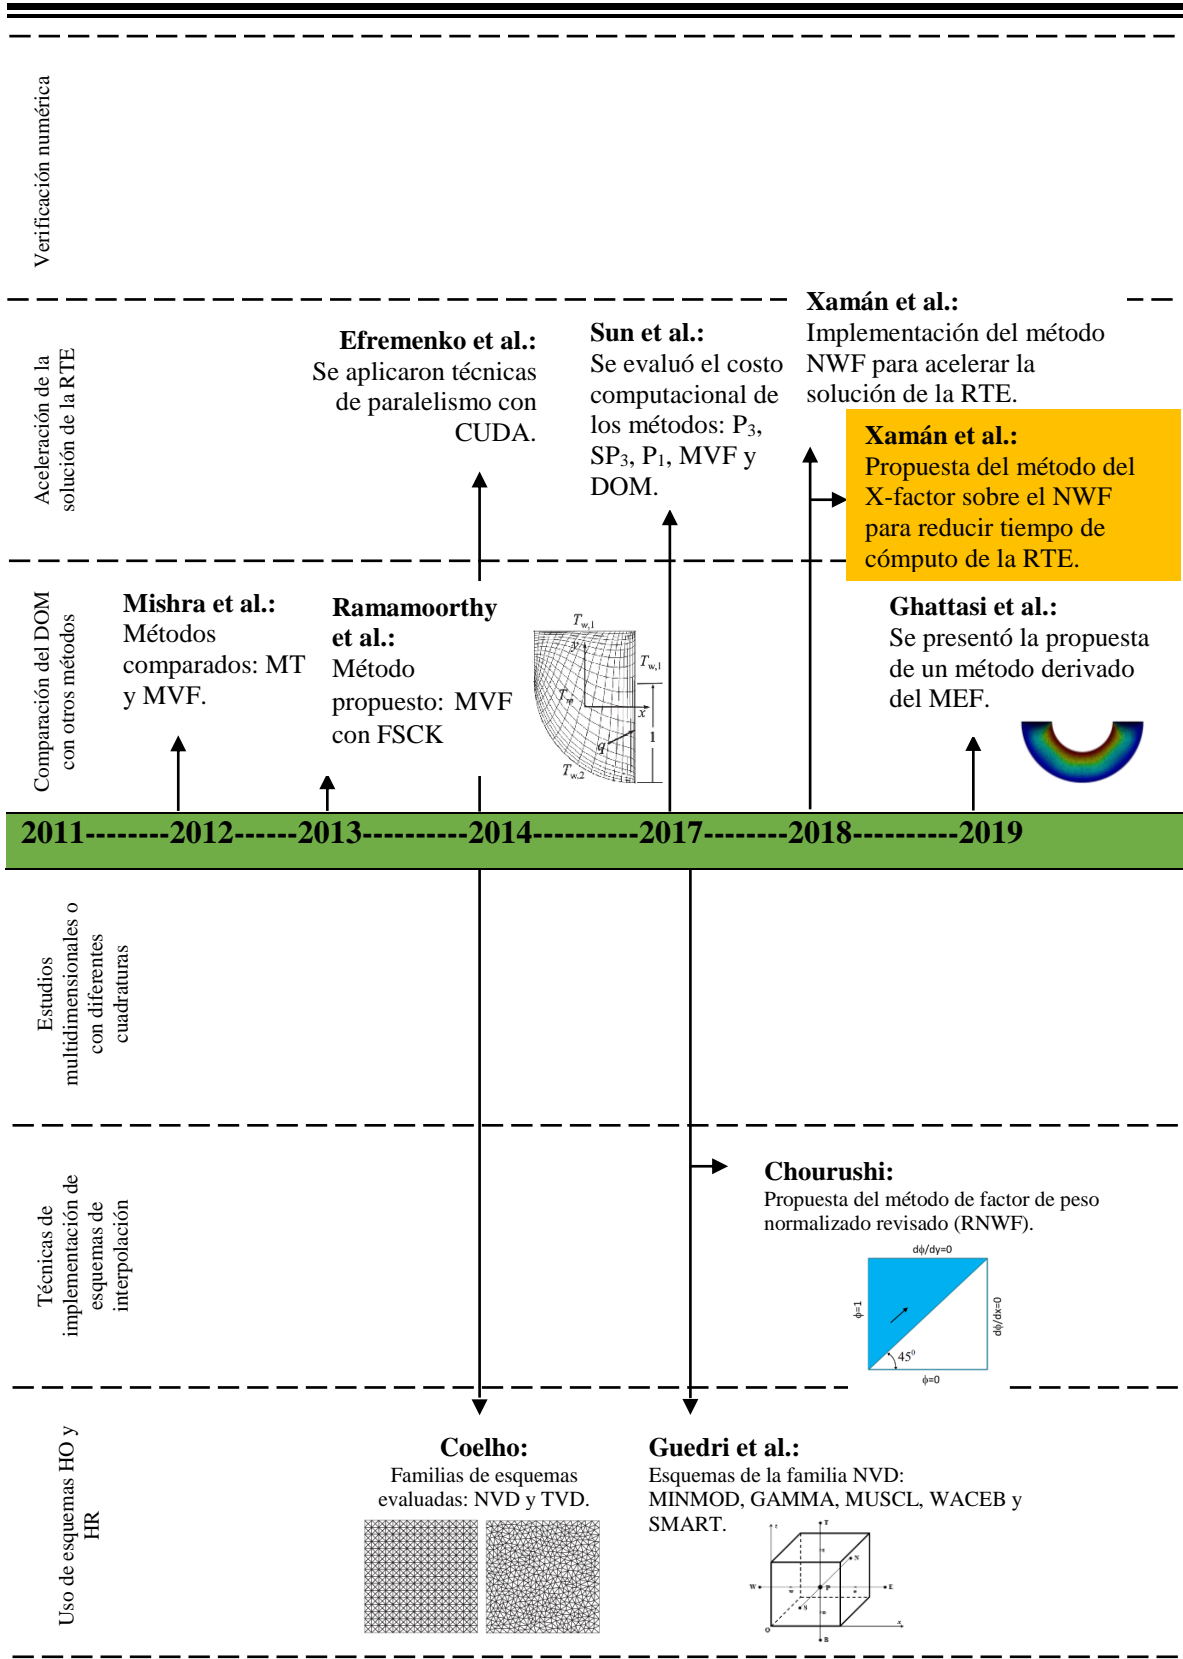 Verificación numérica
Aceleración de la
solución de la RTE
Efremenko et al.:
Se aplicaron técnicas
de paralelismo con
CUDA.
Sun et al.:
Se evaluó el costo
computacional de
los métodos: P3,
SP3, P1, MVF y
DOM.
Xamán et al.:
Implementación del método
NWF para acelerar la
solución de la RTE.
Xamán et al.:
Propuesta del método del
X-factor sobre el NWF
para reducir tiempo de
cómputo de la RTE.
Comparación del DOM
con otros métodos
Mishra et al.:
Métodos
comparados: MT
y MVF.
Ramamoorthy
et al.:
Método
propuesto: MVF
con FSCK
Tw,1
y
Tw,1
x
1
q
Tw,2
Ghattasi et al.:
Se presentó la propuesta
de un método derivado
del MEF.
2011--------2012------2013----------2014----------2017--------2018----------2019
Estudios
multidimensionales o
con diferentes
cuadraturas
Técnicas de
implementación de
esquemas de
interpolación
Chourushi:
Propuesta del método de factor de peso
normalizado revisado (RNWF).
dϕ/dy=0
ϕ=1
dϕ/dx=0
45⁰
ϕ=0
Uso de esquemas HO y
HR
Coelho:
Familias de esquemas
evaluadas: NVD y TVD.
Guedri et al.:
Esquemas de la familia NVD:
MINMOD, GAMMA, MUSCL, WACEB y
SMART.
z
T
N
W
P
E
S
O
x
B